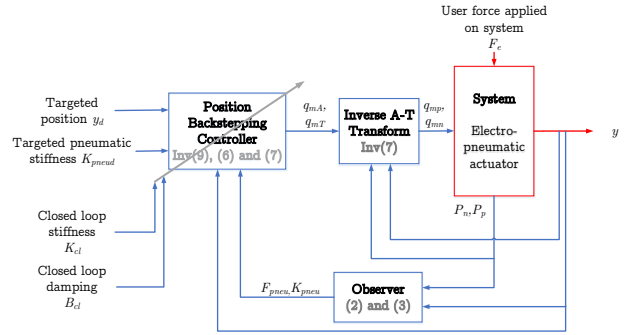 User force applied
on system
F_e
Targeted
position y_d
Targeted pneumatic
stiffness K_pneud
Closed loop
stiffness
K_cl
Closed loop
damping
B_cl
Position
Backstepping
Controller
Inv(9), (6) and (7)
q_mA,
q_mT
Inverse A-T
Transform
Inv(7)
q_mp,
q_mn
System
Electro-
pneumatic
actuator
y
P_n, P_p
F_pneu, K_pneu
Observer
(2) and (3)